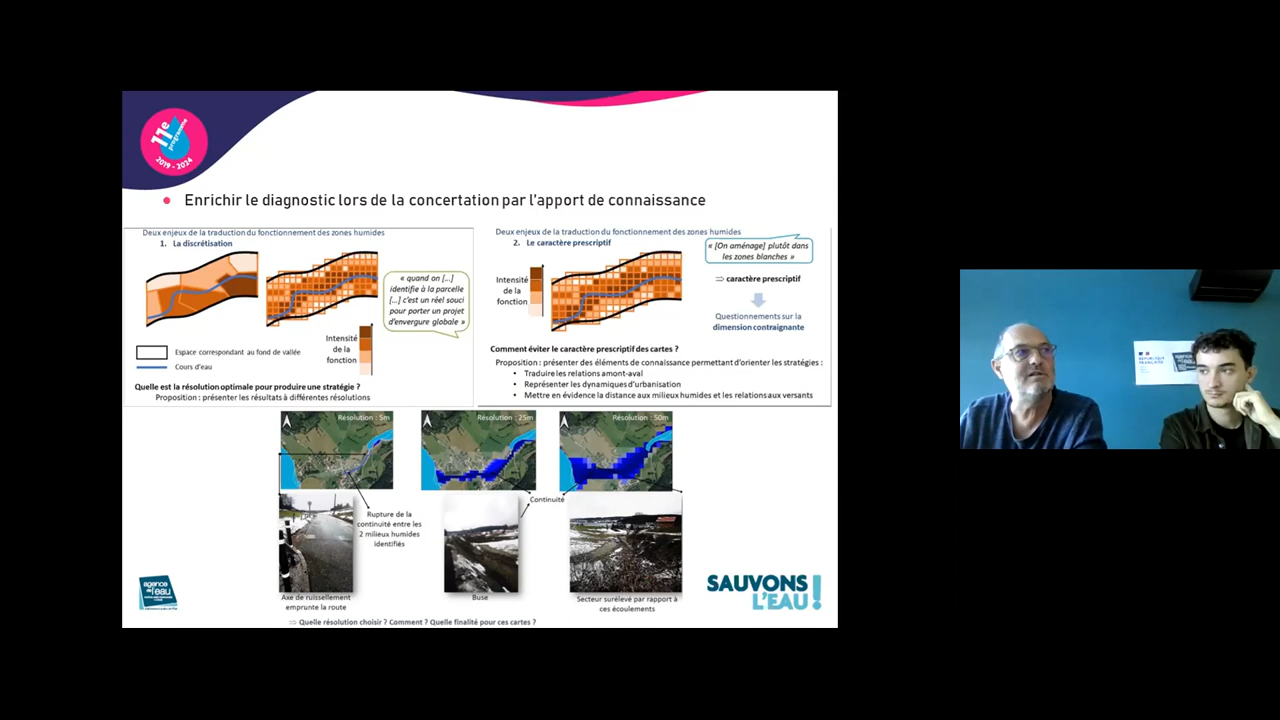 11e
programme
2019 - 2024
• Enrichir le diagnostic lors de la concertation par l'apport de connaissance
Deux enjeux de la traduction du fonctionnement des zones humides
1. La discrétisation
« quand on [...]
identifie à la parcelle
[...] c'est un réel souci
pour porter un projet
d'envergure globale »
Intensité
de la
fonction
Espace correspondant au fond de vallée
Cours d'eau
Quelle est la résolution optimale pour produire une stratégie ?
Proposition : présenter les résultats à différentes résolutions
Deux enjeux de la traduction du fonctionnement des zones humides
2. Le caractère prescriptif
« [On aménage] plutôt dans
les zones blanches »
Intensité
de la
fonction
⇒ caractère prescriptif
Questionnements sur la
dimension contraignante
Comment éviter le caractère prescriptif des cartes ?
Proposition : présenter des éléments de connaissance permettant d'orienter les stratégies :
• Traduire les relations amont-aval
• Représenter les dynamiques d'urbanisation
• Mettre en évidence la distance aux milieux humides et les relations aux versants
Résolution : 5m
Résolution : 25m
Résolution : 50m
Continuité
Rupture de la
continuité entre les
2 milieux humides
identifiés
Axe de ruissellement
emprunte la route
Buse
Secteur surélevé par rapport à
ces écoulements
⇒ Quelle résolution choisir ? Comment ? Quelle finalité pour ces cartes ?
agence
de l'eau
SAUVONS
L'EAU !
RÉPUBLIQUE
FRANÇAISE